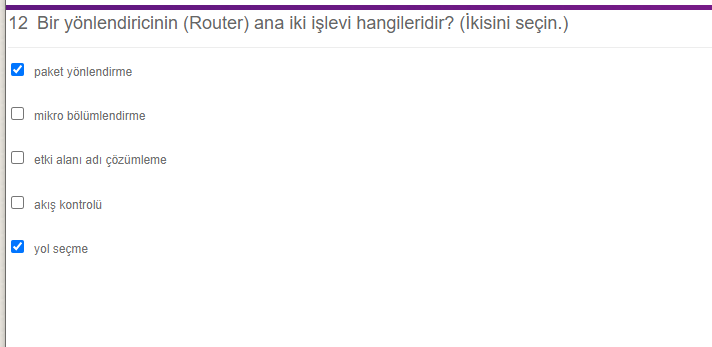 12 Bir yönlendiricinin (Router) ana iki işlevi hangileridir? (İkisini seçin.)
paket yönlendirme
mikro bölümlendirme
etki alanı adı çözümleme
akış kontrolü
yol seçme